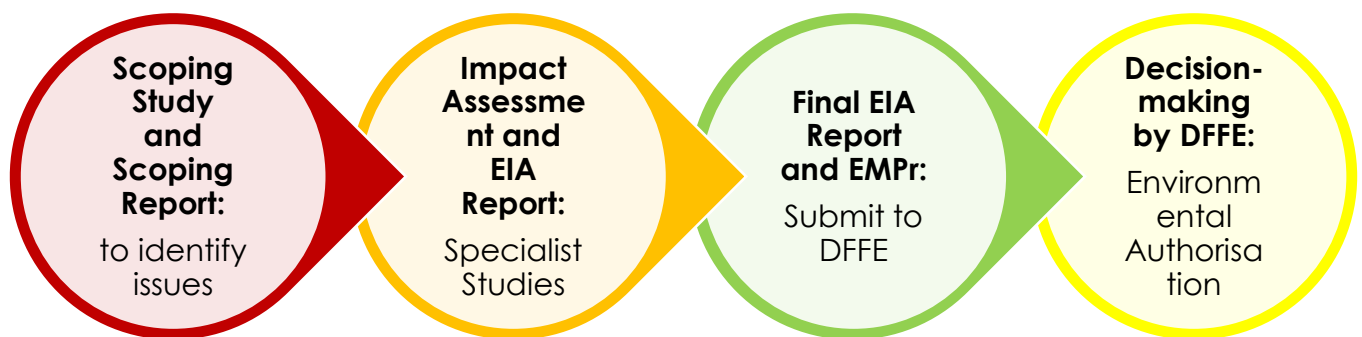 Scoping
Study
and
Scoping
Report:
to identify
issues
Impact
Assessme
nt and
EIA
Report:
Specialist
Studies
Final EIA
Report
and EMPr:
Submit to
DFFE
Decision-
making
by DFFE:
Environm
ental
Authorisa
tion